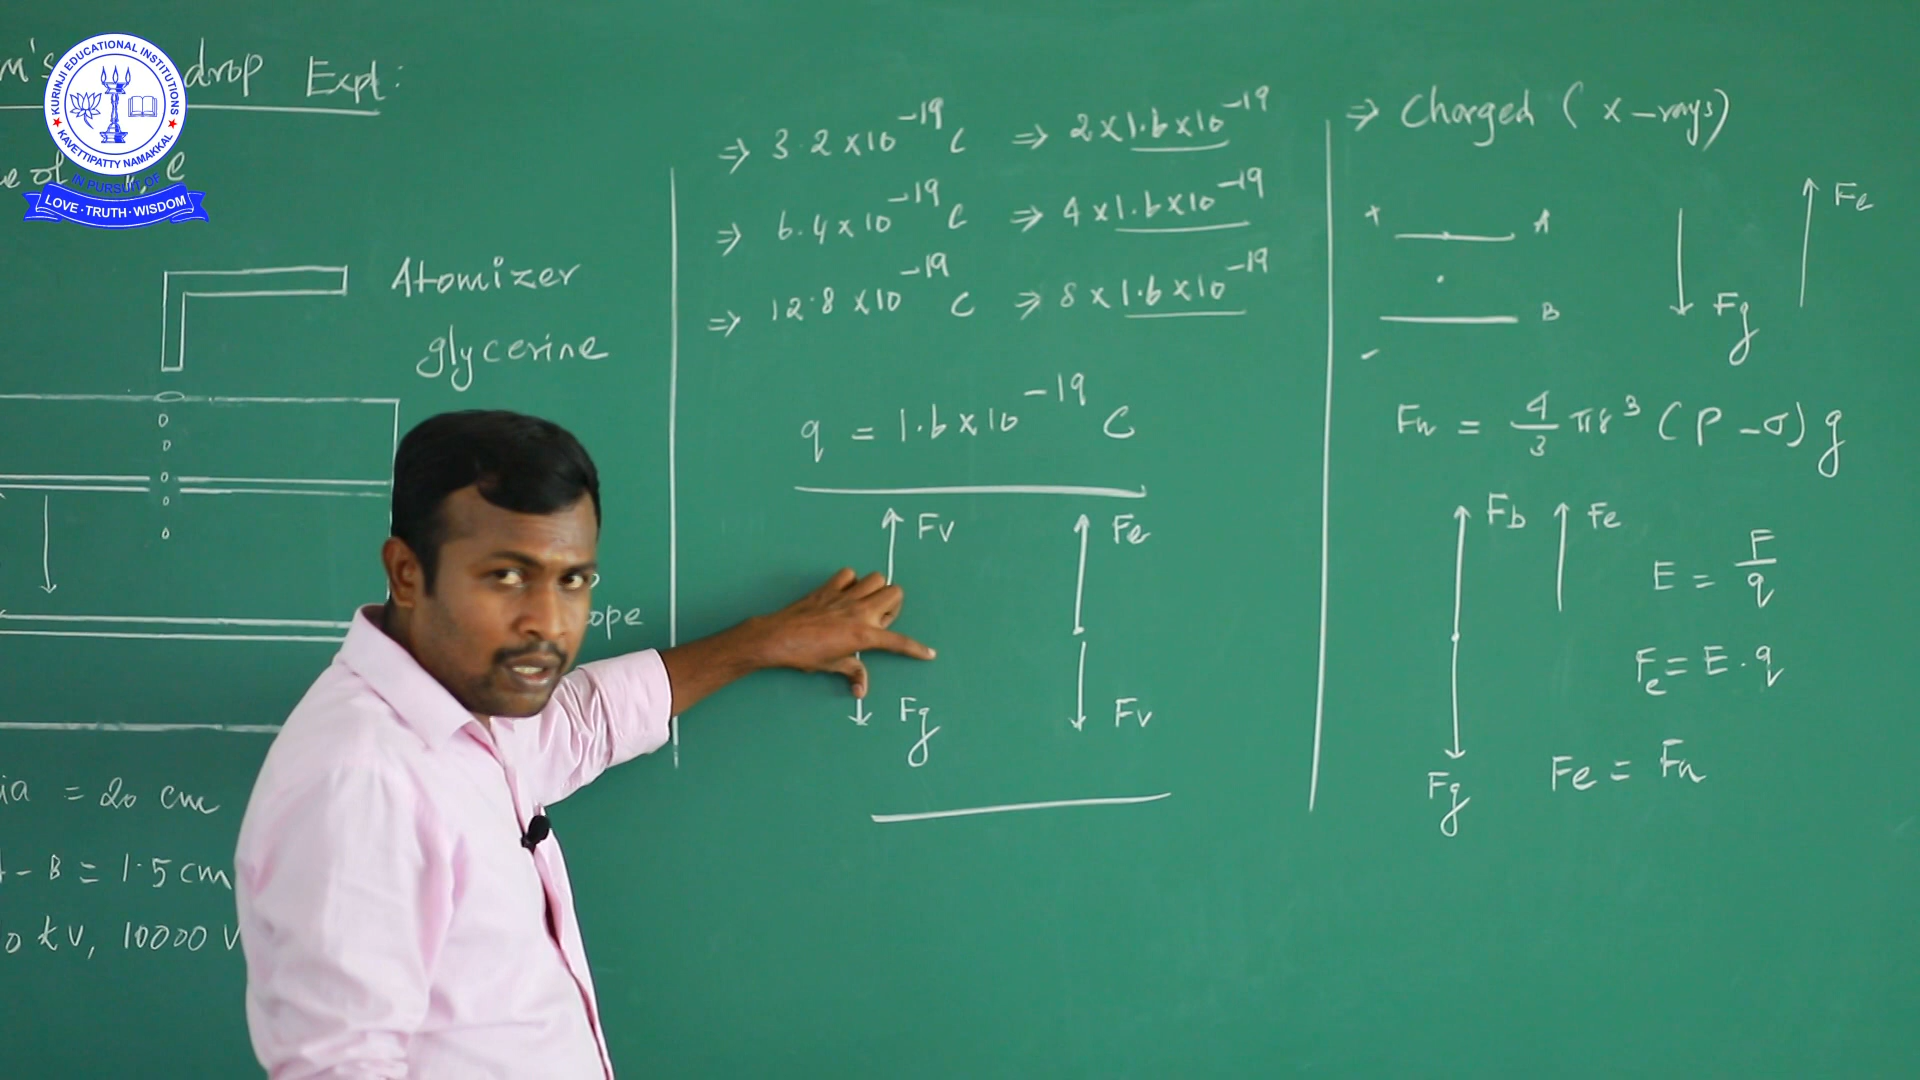 KURINJI EDUCATIONAL INSTITUTIONS
KAVETTIPATTY NAMAKKAL
IN PURSUIT OF
LOVE · TRUTH · WISDOM
drop Expt:
e of e
Atomizer
glycerine
ope
ia = 20 cm
- B = 1.5 cm
0 kV, 10000 V
⇒ 3.2 x 10⁻¹⁹ C ⇒ 2 x 1.6 x 10⁻¹⁹
⇒ 6.4 x 10⁻¹⁹ C ⇒ 4 x 1.6 x 10⁻¹⁹
⇒ 12.8 x 10⁻¹⁹ C ⇒ 8 x 1.6 x 10⁻¹⁹
q = 1.6 x 10⁻¹⁹ C
Fv Fe
Fg Fv
⇒ Charged ( x - rays)
+ A Fe
- B Fg
Fn = 4/3 πr³ (ρ - σ) g
Fb Fe
E = F/q
Fe = E . q
Fg
Fe = Fn